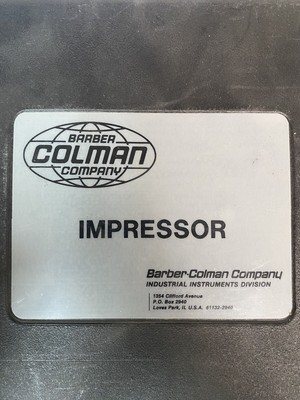 BARBER
COLMAN
COMPANY
IMPRESSOR
Barber-Colman Company
INDUSTRIAL INSTRUMENTS DIVISION
1354 Clifford Avenue
P.O. Box 2940
Loves Park, IL U.S.A. 61132-2940